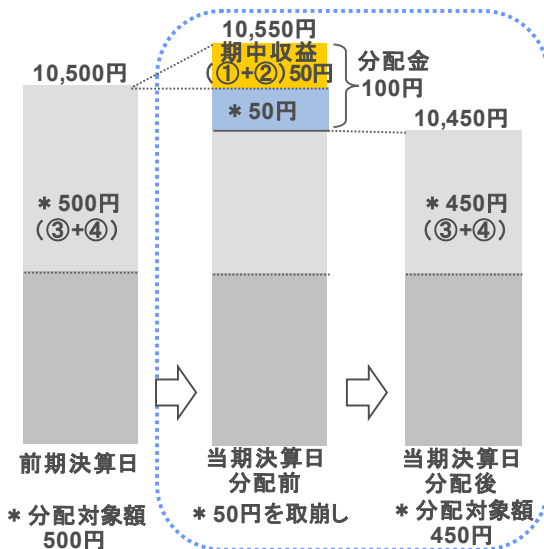 10,500円
＊500円
（③+④）
前期決算日
＊分配対象額
500円
10,550円
期中収益
（①+②）50円
＊50円
分配金
100円
当期決算日
分配前
＊50円を取崩し
10,450円
＊450円
（③+④）
当期決算日
分配後
＊分配対象額
450円